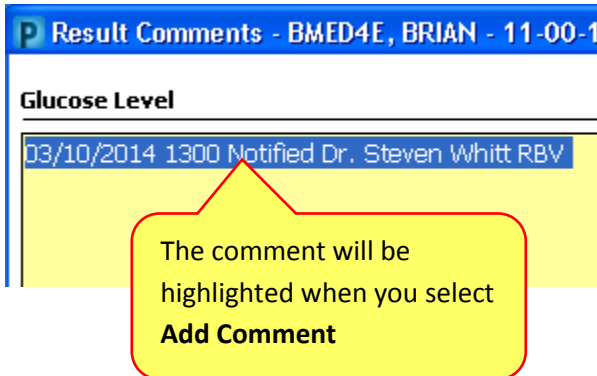 P Result Comments - BMED4E, BRIAN - 11-00-1
Glucose Level
03/10/2014 1300 Notified Dr. Steven Whitt RBV
The comment will be
highlighted when you select
Add Comment